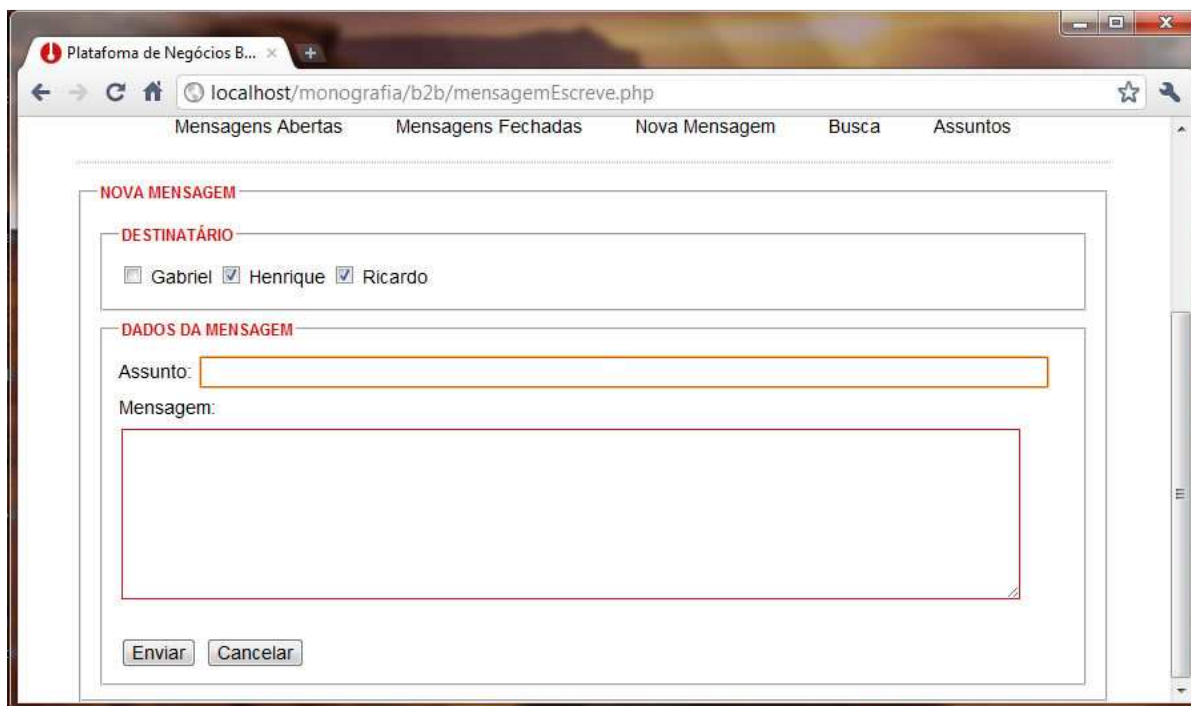 Platafoma de Negócios B...
localhost/monografia/b2b/mensagemEscreve.php
Mensagens Abertas Mensagens Fechadas Nova Mensagem Busca Assuntos
NOVA MENSAGEM
DESTINATÁRIO
Gabriel Henrique Ricardo
DADOS DA MENSAGEM
Assunto:
Mensagem:
Enviar Cancelar